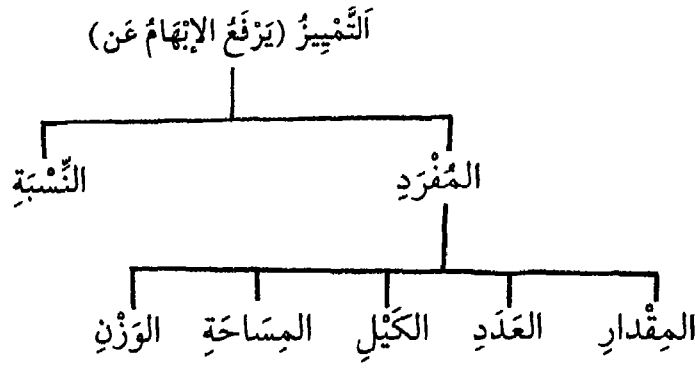 اَلتَّمْيِيزُ (يَرْفَعُ الإبْهَامُ عَن)
المُفْرَدِ النِّسْبَةِ
المِقْدارِ العَدَدِ الكَيْلِ المِسَاحَةِ الوَزْنِ